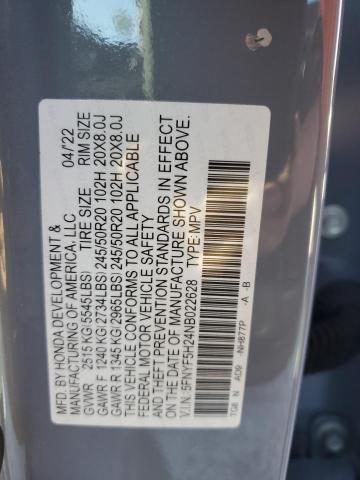 MFD. BY HONDA DEVELOPMENT & 04/22
MANUFACTURING OF AMERICA, LLC
GVWR 2515 KG(5545LBS) TIRE SIZE RIM SIZE
GAWR F 1240 KG(2734LBS) 245/50R20 102H 20X8.0J
GAWR R 1345 KG(2965LBS) 245/50R20 102H 20X8.0J
THIS VEHICLE CONFORMS TO ALL APPLICABLE
FEDERAL MOTOR VEHICLE SAFETY
AND THEFT PREVENTION STANDARDS IN EFFECT
ON THE DATE OF MANUFACTURE SHOWN ABOVE.
V.I.N. 5FNYF5H24NB022628 TYPE: MPV
TG8 N AD9 -NH877P -A -B